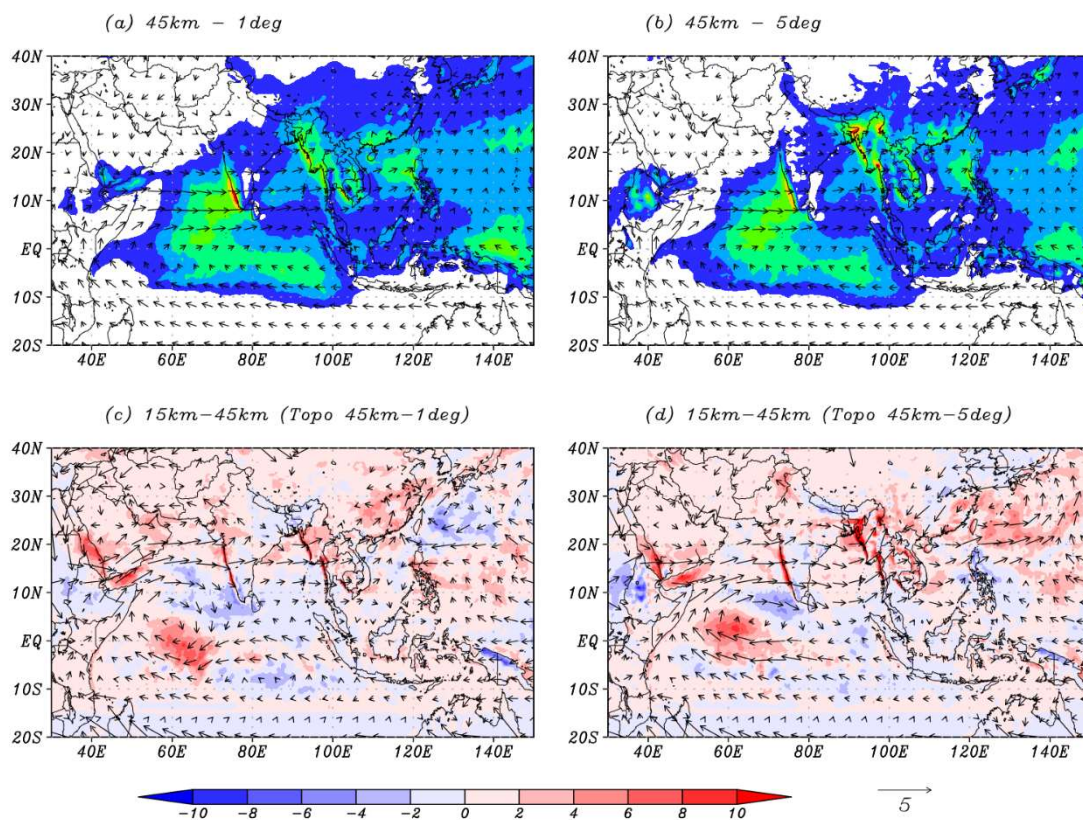 (a) 45km - 1deg
(b) 45km - 5deg
40N
30N
20N
10N
EQ
10S
20S
40E 60E 80E 100E 120E 140E
40N
30N
20N
10N
EQ
10S
20S
40E 60E 80E 100E 120E 140E
(c) 15km-45km (Topo 45km-1deg)
(d) 15km-45km (Topo 45km-5deg)
40N
30N
20N
10N
EQ
10S
20S
40E 60E 80E 100E 120E 140E
40N
30N
20N
10N
EQ
10S
20S
40E 60E 80E 100E 120E 140E
-10 -8 -6 -4 -2 0 2 4 6 8 10
5